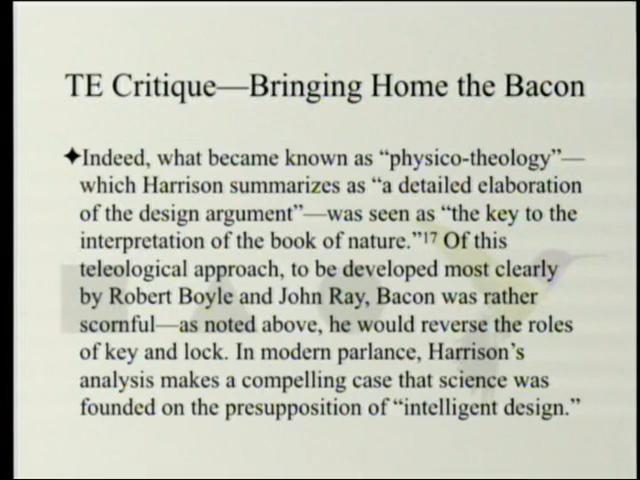 TE Critique—Bringing Home the Bacon
✦Indeed, what became known as “physico-theology”—
which Harrison summarizes as “a detailed elaboration
of the design argument”—was seen as “the key to the
interpretation of the book of nature.”17 Of this
teleological approach, to be developed most clearly
by Robert Boyle and John Ray, Bacon was rather
scornful—as noted above, he would reverse the roles
of key and lock. In modern parlance, Harrison’s
analysis makes a compelling case that science was
founded on the presupposition of “intelligent design.”